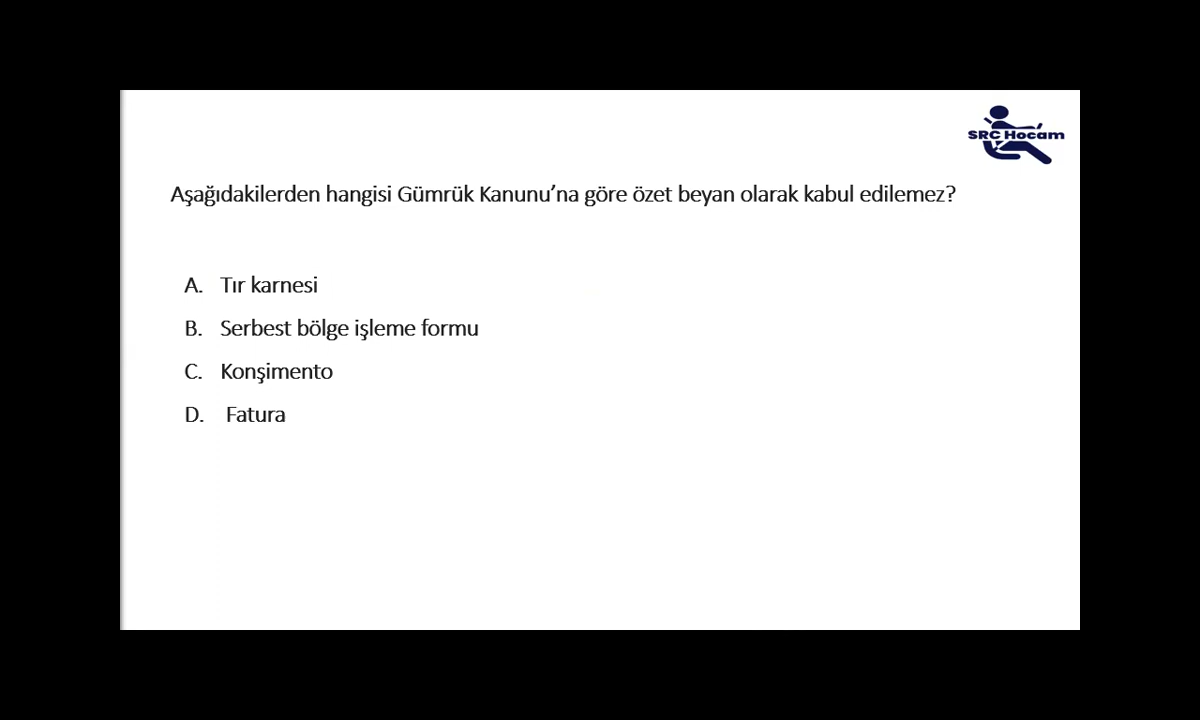 SRC Hocam
Aşağıdakilerden hangisi Gümrük Kanunu’na göre özet beyan olarak kabul edilemez?
A. Tır karnesi
B. Serbest bölge işleme formu
C. Konşimento
D. Fatura